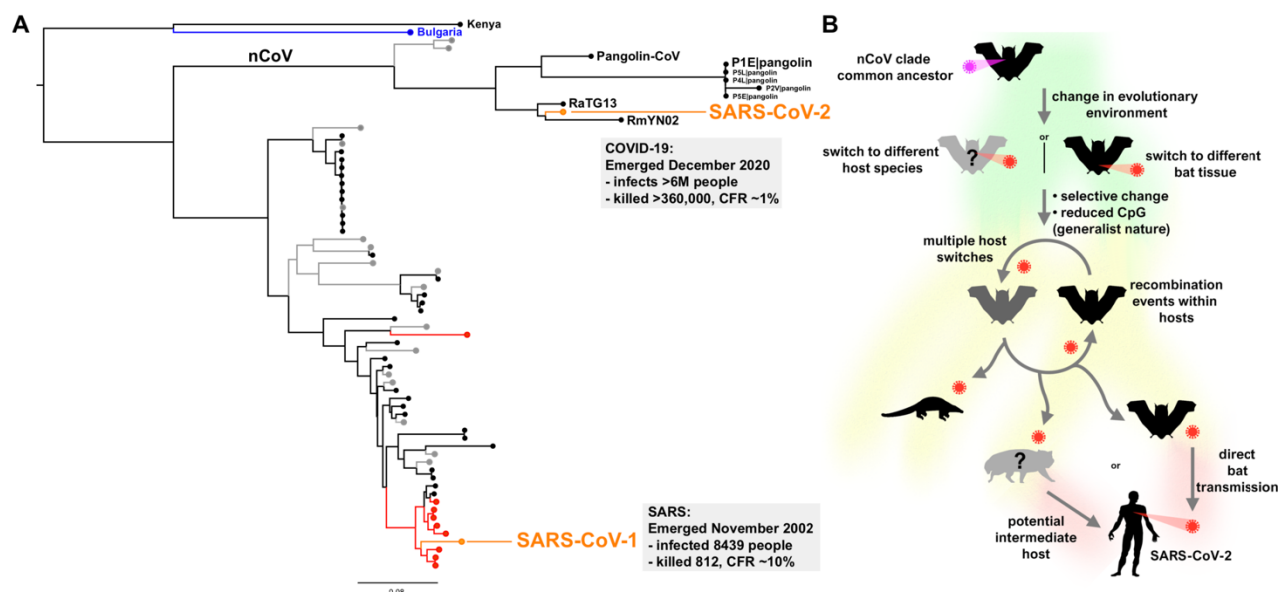 A
Kenya
Bulgaria
nCoV
Pangolin-CoV
P1E|pangolin
P5L|pangolin
P4L|pangolin
P2V|pangolin
P5E|pangolin
RaTG13
SARS-CoV-2
RmYN02
COVID-19:
Emerged December 2020
- infects >6M people
- killed >360,000, CFR ~1%
SARS-CoV-1
SARS:
Emerged November 2002
- infected 8439 people
- killed 812, CFR ~10%
B
nCoV clade
common ancestor
change in evolutionary
environment
switch to different
host species
?
or
switch to different
bat tissue
• selective change
• reduced CpG
(generalist nature)
multiple host
switches
recombination
events within
hosts
?
or
direct
bat
transmission
potential
intermediate
host
SARS-CoV-2